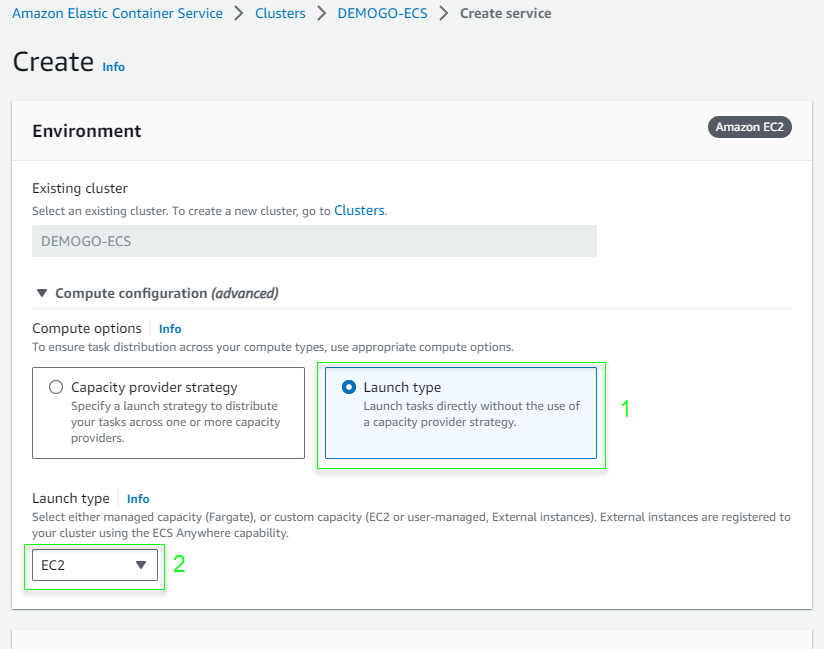 Amazon Elastic Container Service > Clusters > DEMOGO-ECS > Create service
Create Info
Environment
Amazon EC2
Existing cluster
Select an existing cluster. To create a new cluster, go to Clusters.
DEMOGO-ECS
Compute configuration (advanced)
Compute options Info
To ensure task distribution across your compute types, use appropriate compute options.
Capacity provider strategy
Specify a launch strategy to distribute
your tasks across one or more capacity
providers.
Launch type
Launch tasks directly without the use of
a capacity provider strategy.
1
Launch type Info
Select either managed capacity (Fargate), or custom capacity (EC2 or user-managed, External instances). External instances are registered to
your cluster using the ECS Anywhere capability.
EC2
2